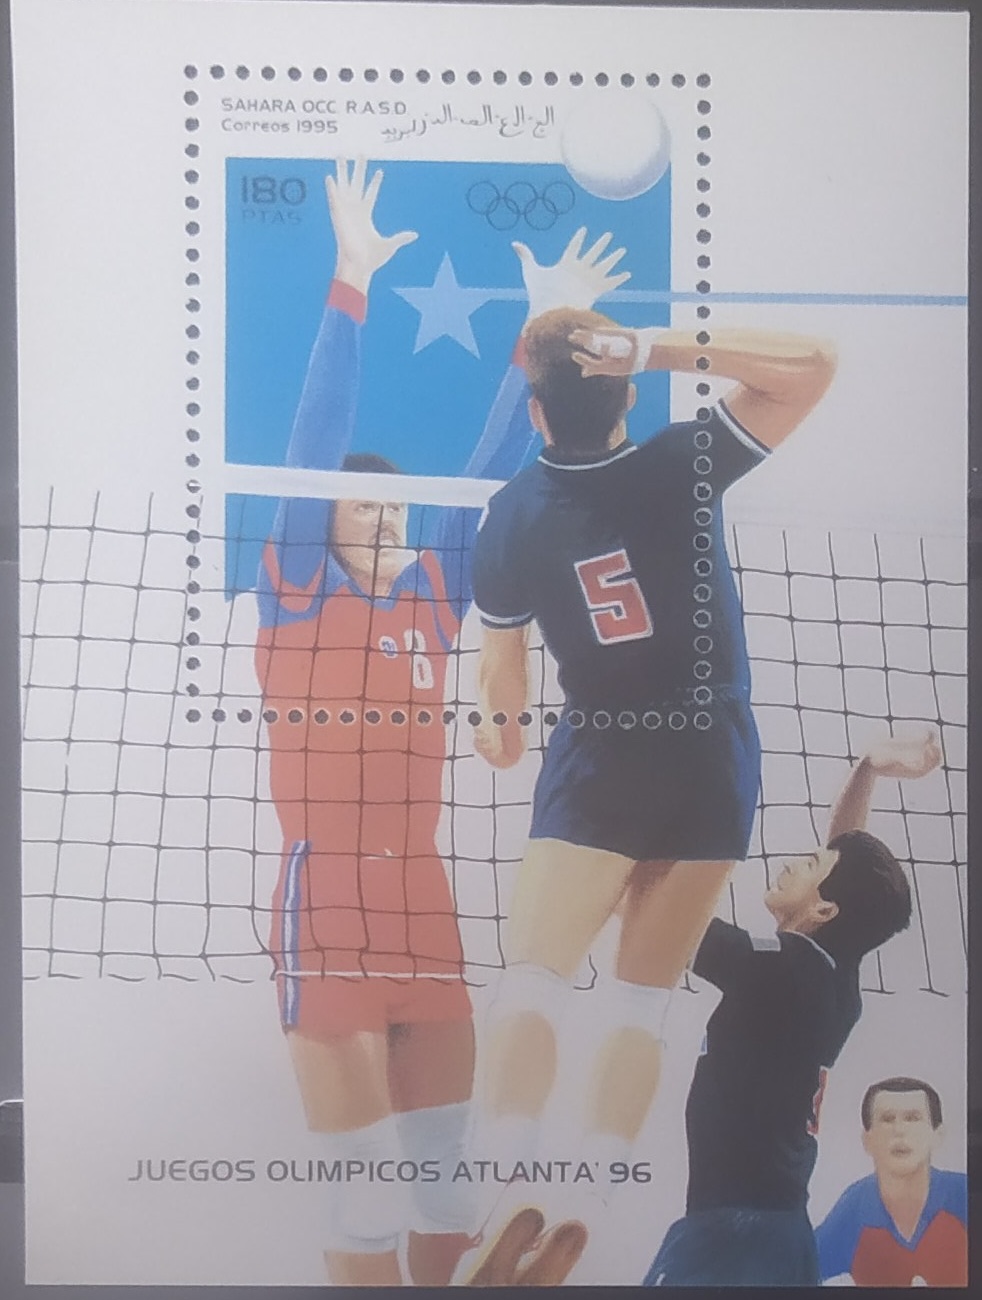 SAHARA OCC R.A.S.D
Correos 1995
180
PTAS
5
JUEGOS OLIMPICOS ATLANTA' 96